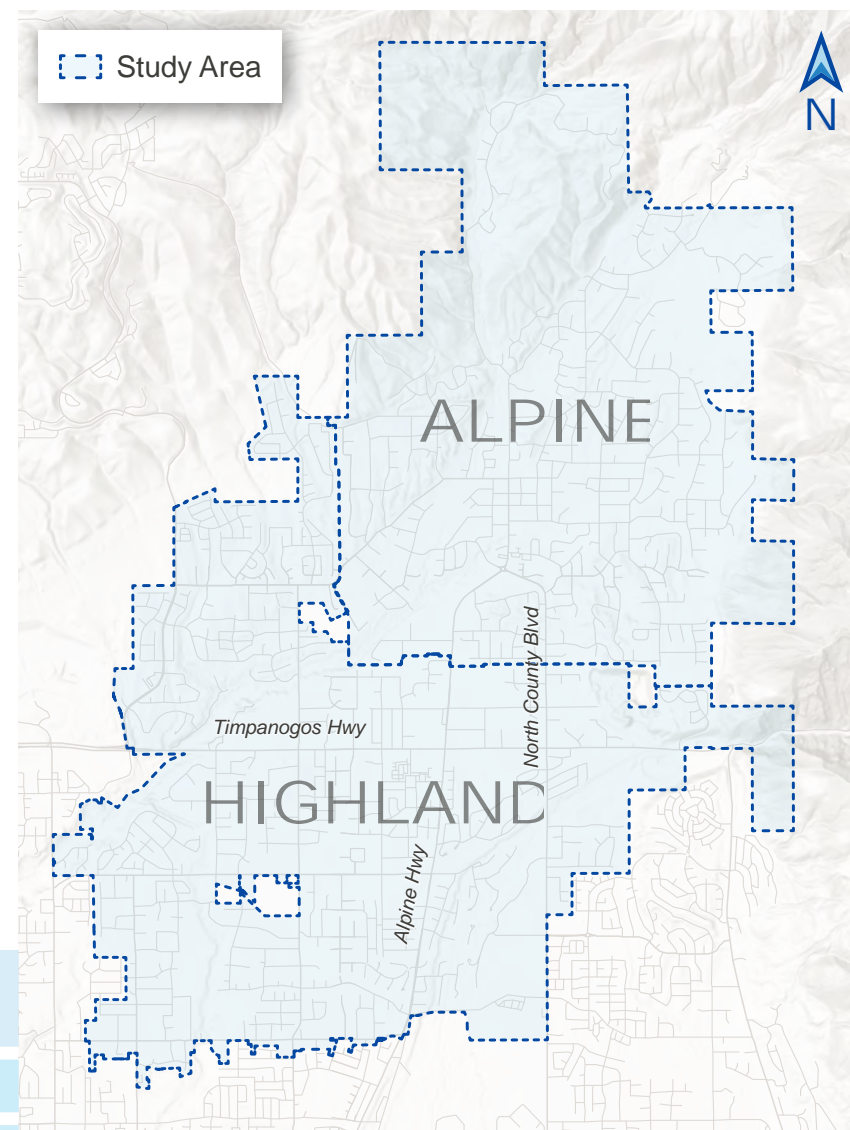 Study Area
N
ALPINE
North County Blvd
Timpanogos Hwy
HIGHLAND
Alpine Hwy